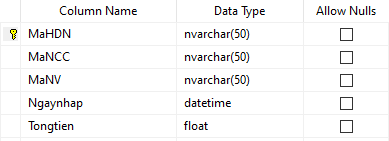 Column Name Data Type Allow Nulls
MaHDN nvarchar(50)
MaNCC nvarchar(50)
MaNV nvarchar(50)
Ngaynhap datetime
Tongtien float